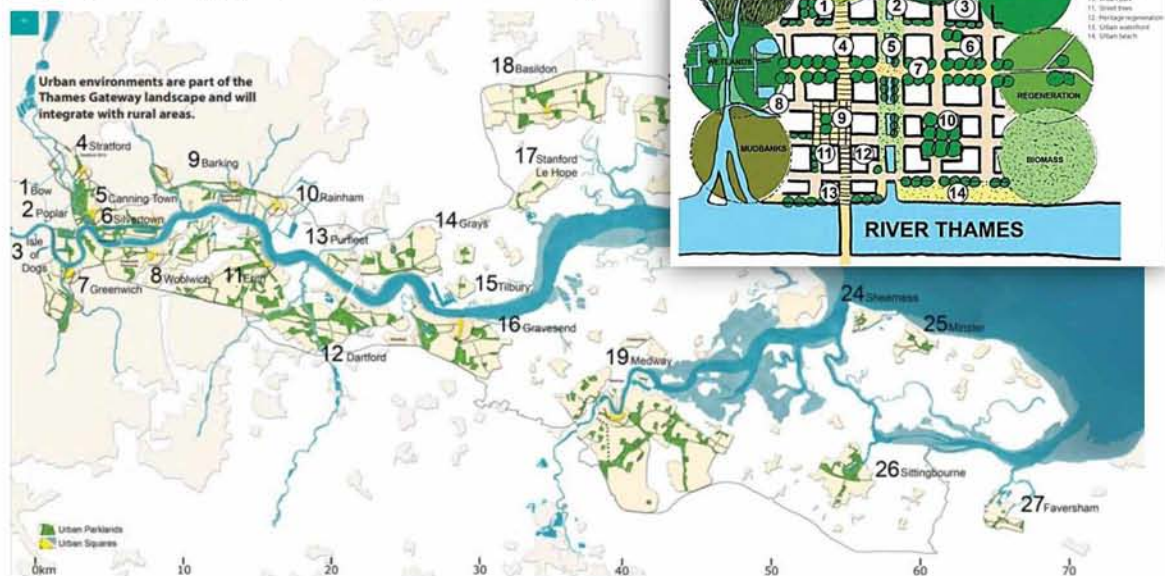 Urban environments are part of the
Thames Gateway landscape and will
integrate with rural areas.
18 Basildon
4 Stratford
9 Barking
17 Stanford
Le Hope
1 Bow
5 Canning Town
10 Rainham
2 Poplar
6 Silvertown
14 Grays
3 Isle
of
Dogs
13 Purfleet
8 Woolwich
11 Erith
7 Greenwich
15 Tilbury
16 Gravesend
12 Dartford
24 Sheerness
25 Minster
19 Medway
26 Sittingbourne
27 Faversham
Urban Parklands
Urban Squares
0km
10
20
30
40
50
60
70
1
2
3
4
5
6
7
8
9
10
11
12
13
14
WETLANDS
REGENERATION
MUDBANKS
BIOMASS
RIVER THAMES
11. Street trees
12. Heritage regeneration
13. Urban waterfront
14. Urban beach